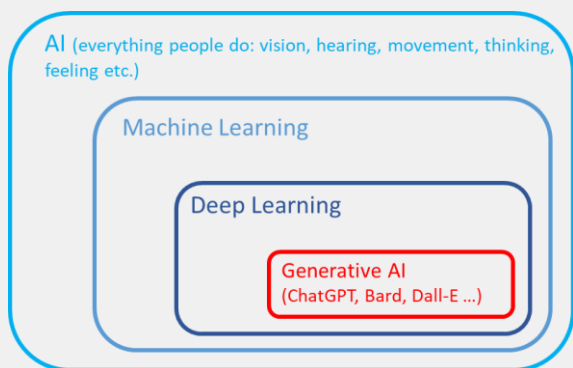 AI (everything people do: vision, hearing, movement, thinking,
feeling etc.)
Machine Learning
Deep Learning
Generative AI
(ChatGPT, Bard, Dall-E ...)